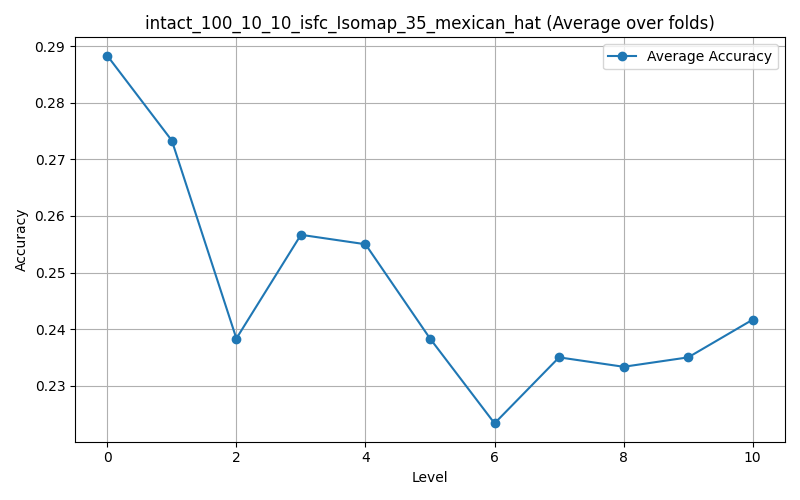 intact_100_10_10_isfc_Isomap_35_mexican_hat (Average over folds)
Average Accuracy
Accuracy
0.29
0.28
0.27
0.26
0.25
0.24
0.23
0 2 4 6 8 10
Level